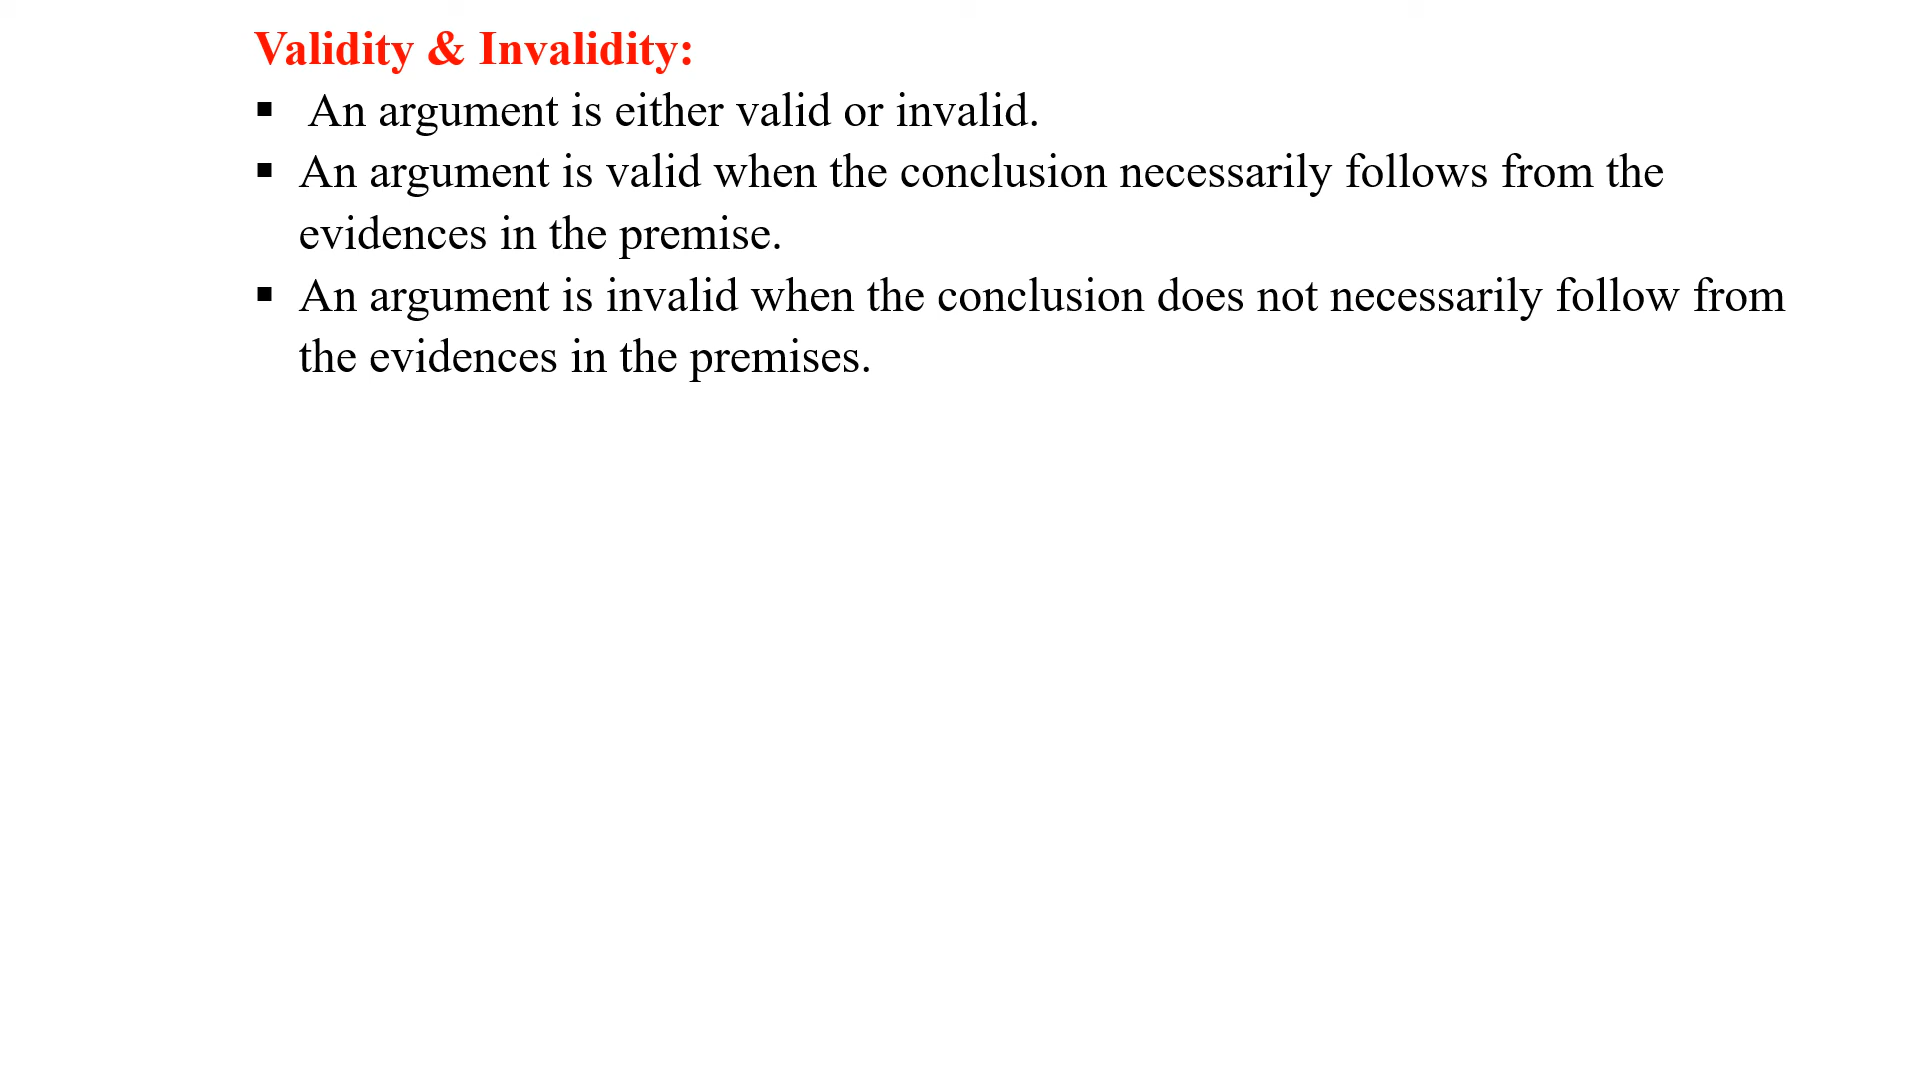 Validity & Invalidity:
▪ An argument is either valid or invalid.
▪ An argument is valid when the conclusion necessarily follows from the
evidences in the premise.
▪ An argument is invalid when the conclusion does not necessarily follow from
the evidences in the premises.